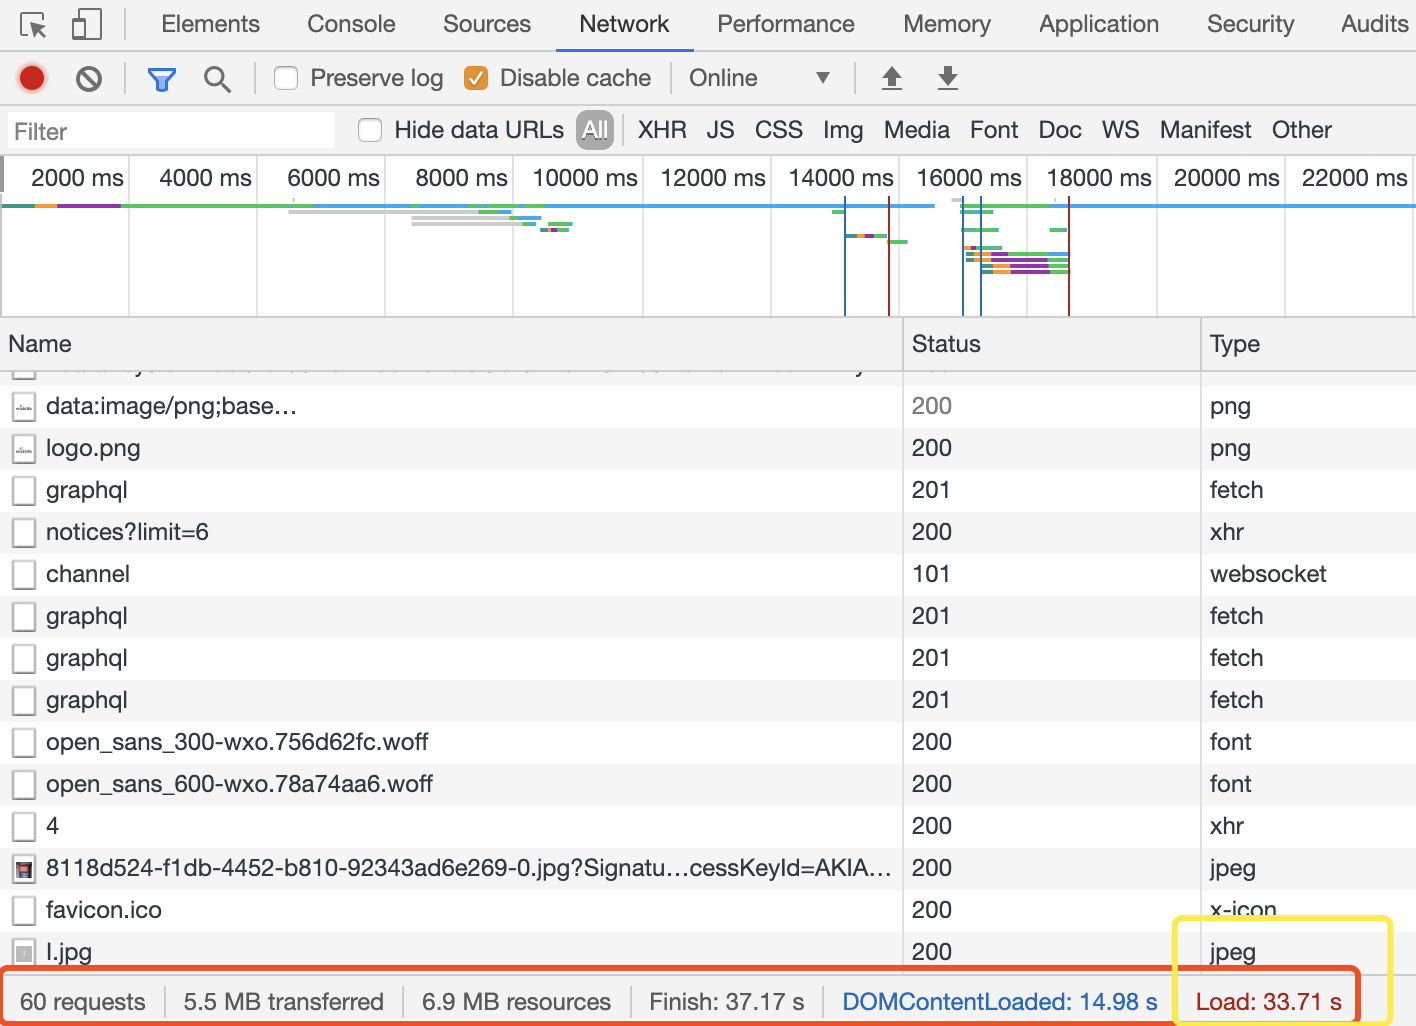 Elements Console Sources Network Performance Memory Application Security Audits
Preserve log Disable cache Online
Filter Hide data URLs All XHR JS CSS Img Media Font Doc WS Manifest Other
2000 ms 4000 ms 6000 ms 8000 ms 10000 ms 12000 ms 14000 ms 16000 ms 18000 ms 20000 ms 22000 ms
Name Status Type
data:image/png;base… 200 png
logo.png 200 png
graphql 201 fetch
notices?limit=6 200 xhr
channel 101 websocket
graphql 201 fetch
graphql 201 fetch
graphql 201 fetch
open_sans_300-wxo.756d62fc.woff 200 font
open_sans_600-wxo.78a74aa6.woff 200 font
4 200 xhr
8118d524-f1db-4452-b810-92343ad6e269-0.jpg?Signatu…cessKeyId=AKIA… 200 jpeg
favicon.ico 200 x-icon
I.jpg 200 jpeg
60 requests 5.5 MB transferred 6.9 MB resources Finish: 37.17 s DOMContentLoaded: 14.98 s Load: 33.71 s